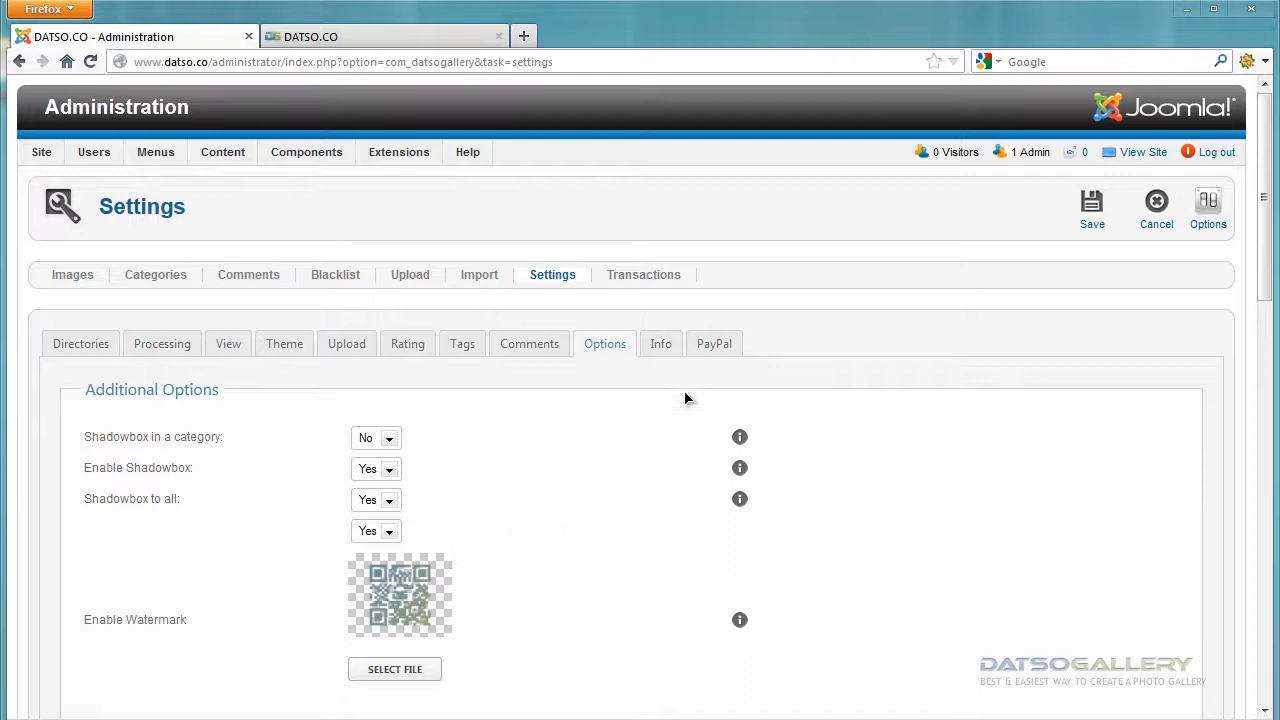 Firefox
DATSO.CO - Administration
DATSO.CO
www.datso.co/administrator/index.php?option=com_datsogallery&task=settings
Google
Administration
Joomla!
Site Users Menus Content Components Extensions Help
0 Visitors 1 Admin 0 View Site Log out
Settings
Save Cancel Options
Images Categories Comments Blacklist Upload Import Settings Transactions
Directories Processing View Theme Upload Rating Tags Comments Options Info PayPal
Additional Options
Shadowbox in a category: No
Enable Shadowbox: Yes
Shadowbox to all: Yes
Yes
Enable Watermark
SELECT FILE
DATSOGALLERY
BEST & EASIEST WAY TO CREATE A PHOTO GALLERY